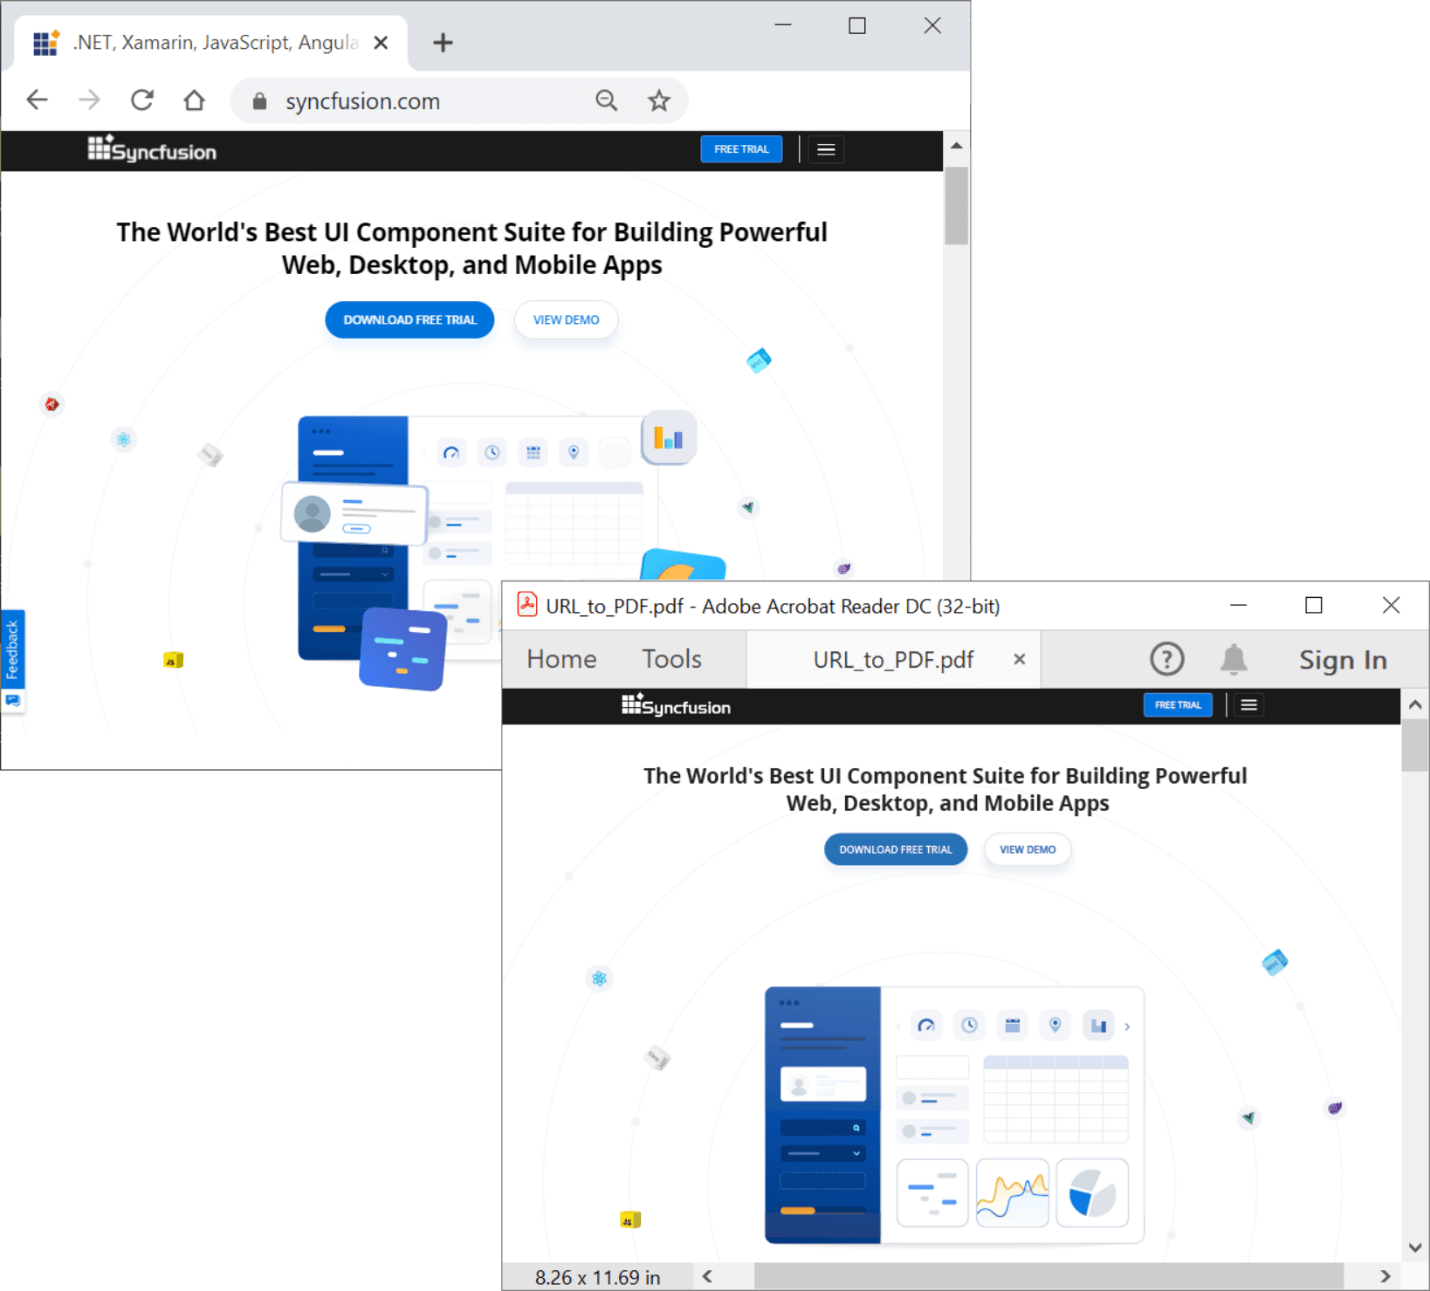 .NET, Xamarin, JavaScript, Angula
syncfusion.com
Syncfusion
FREE TRIAL
The World's Best UI Component Suite for Building Powerful
Web, Desktop, and Mobile Apps
DOWNLOAD FREE TRIAL
VIEW DEMO
JS
Feedback
URL_to_PDF.pdf - Adobe Acrobat Reader DC (32-bit)
Home
Tools
URL_to_PDF.pdf
Sign In
Syncfusion
FREE TRIAL
The World's Best UI Component Suite for Building Powerful
Web, Desktop, and Mobile Apps
DOWNLOAD FREE TRIAL
VIEW DEMO
JS
8.26 x 11.69 in